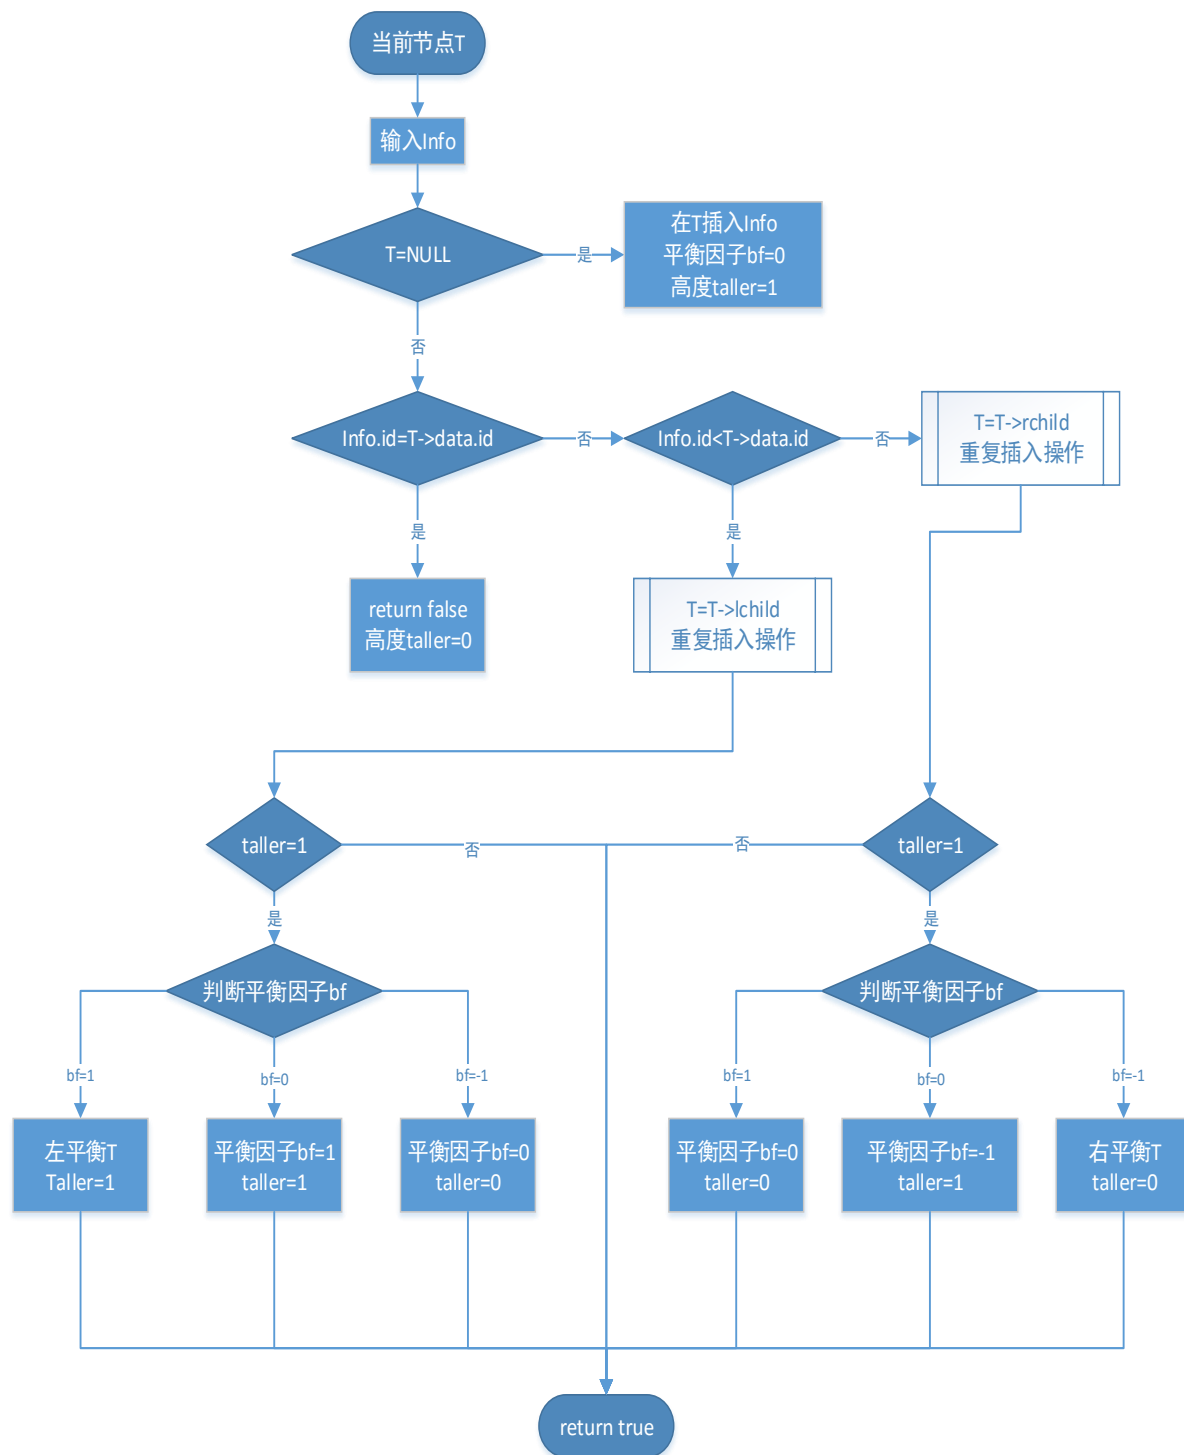 当前节点T
输入Info
T=NULL
是
在T插入Info
平衡因子bf=0
高度taller=1
否
Info.id=T->data.id
否
Info.id<T->data.id
否
T=T->rchild
重复插入操作
是
是
return false
高度taller=0
T=T->lchild
重复插入操作
taller=1
否
否
taller=1
是
是
判断平衡因子bf
判断平衡因子bf
bf=1
bf=0
bf=-1
bf=1
bf=0
bf=-1
左平衡T
Taller=1
平衡因子bf=1
taller=1
平衡因子bf=0
taller=0
平衡因子bf=0
taller=0
平衡因子bf=-1
taller=1
右平衡T
taller=0
return true